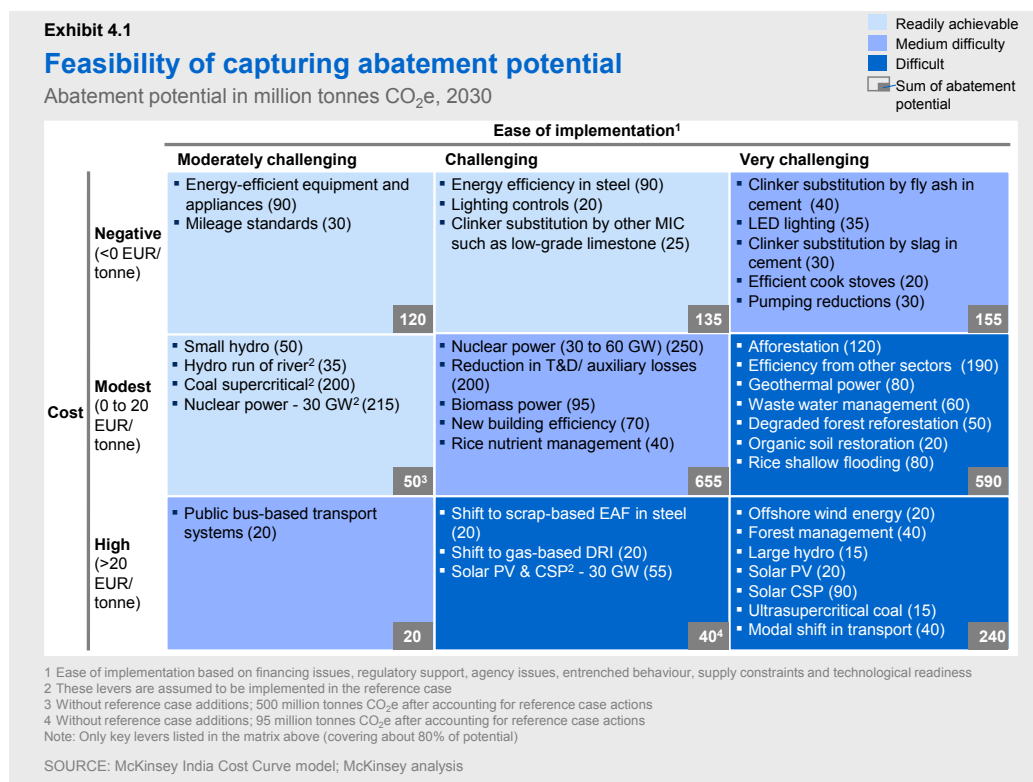 Exhibit 4.1
Feasibility of capturing abatement potential
Abatement potential in million tonnes CO2e, 2030
Readily achievable
Medium difficulty
Difficult
Sum of abatement
potential
Ease of implementation1
Moderately challenging
Challenging
Very challenging
Cost
Negative
(<0 EUR/
tonne)
▪ Energy-efficient equipment and
appliances (90)
▪ Mileage standards (30)
120
▪ Energy efficiency in steel (90)
▪ Lighting controls (20)
▪ Clinker substitution by other MIC
such as low-grade limestone (25)
135
▪ Clinker substitution by fly ash in
cement (40)
▪ LED lighting (35)
▪ Clinker substitution by slag in
cement (30)
▪ Efficient cook stoves (20)
▪ Pumping reductions (30)
155
Modest
(0 to 20
EUR/
tonne)
▪ Small hydro (50)
▪ Hydro run of river2 (35)
▪ Coal supercritical2 (200)
▪ Nuclear power - 30 GW2 (215)
503
▪ Nuclear power (30 to 60 GW) (250)
▪ Reduction in T&D/ auxiliary losses
(200)
▪ Biomass power (95)
▪ New building efficiency (70)
▪ Rice nutrient management (40)
655
▪ Afforestation (120)
▪ Efficiency from other sectors (190)
▪ Geothermal power (80)
▪ Waste water management (60)
▪ Degraded forest reforestation (50)
▪ Organic soil restoration (20)
▪ Rice shallow flooding (80)
590
High
(>20
EUR/
tonne)
▪ Public bus-based transport
systems (20)
20
▪ Shift to scrap-based EAF in steel
(20)
▪ Shift to gas-based DRI (20)
▪ Solar PV & CSP2 - 30 GW (55)
404
▪ Offshore wind energy (20)
▪ Forest management (40)
▪ Large hydro (15)
▪ Solar PV (20)
▪ Solar CSP (90)
▪ Ultrasupercritical coal (15)
▪ Modal shift in transport (40)
240
1 Ease of implementation based on financing issues, regulatory support, agency issues, entrenched behaviour, supply constraints and technological readiness
2 These levers are assumed to be implemented in the reference case
3 Without reference case additions; 500 million tonnes CO2e after accounting for reference case actions
4 Without reference case additions; 95 million tonnes CO2e after accounting for reference case actions
Note: Only key levers listed in the matrix above (covering about 80% of potential)
SOURCE: McKinsey India Cost Curve model; McKinsey analysis